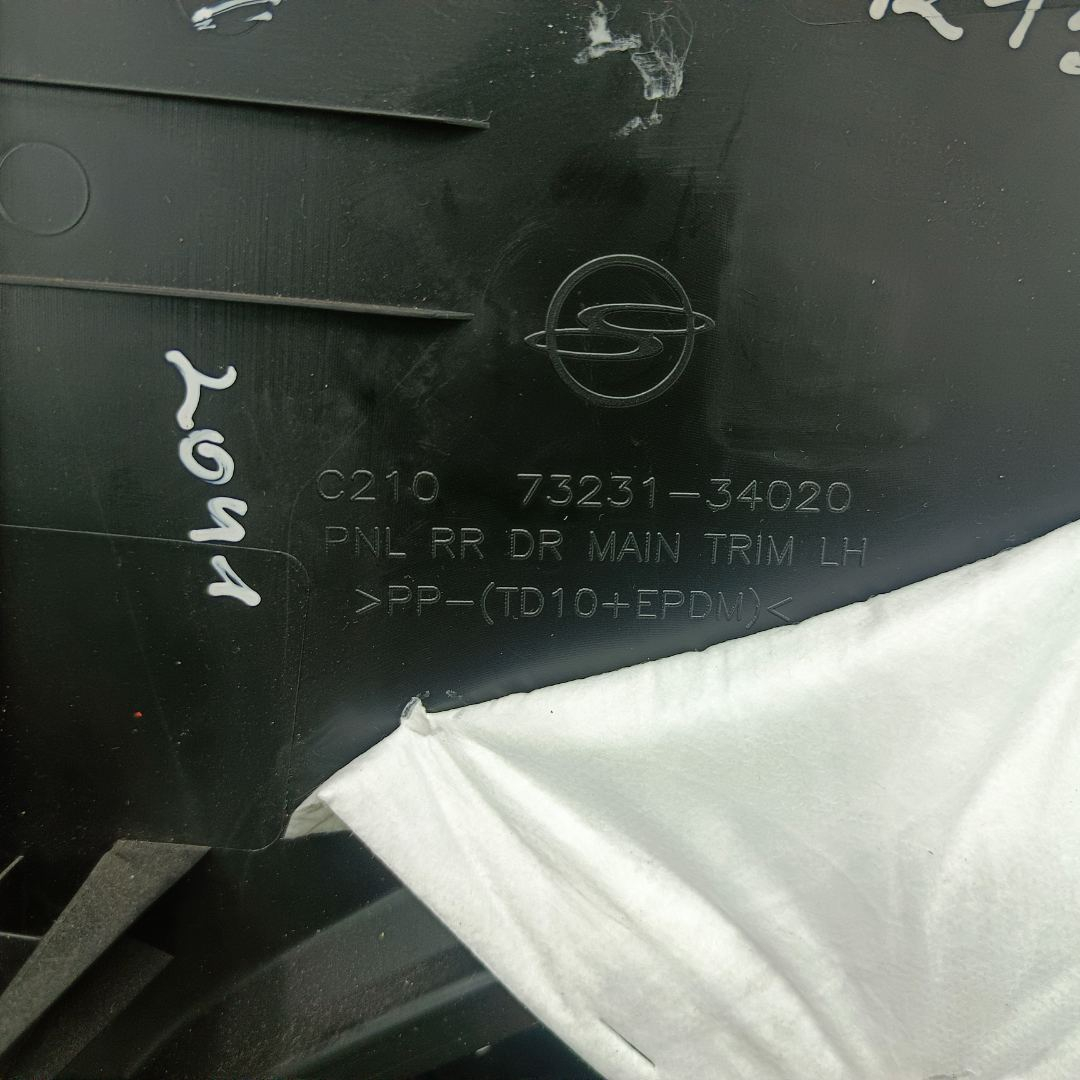 C210 73231-34020
PNL RR DR MAIN TRIM LH
>PP-(TD10+EPDM)<